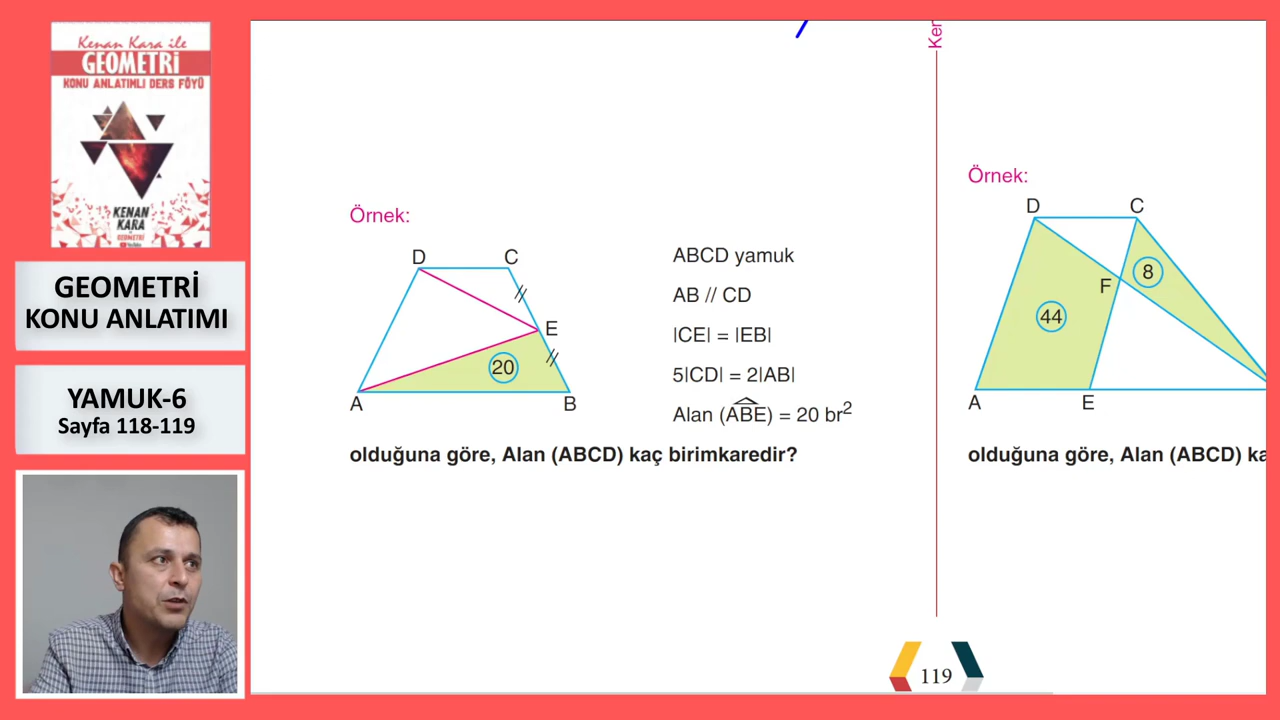 Kenan Kara ile
GEOMETRİ
KONU ANLATIMLI DERS FÖYÜ
KENAN
KARA
GEOMETRİ
YouTube
GEOMETRİ
KONU ANLATIMI
YAMUK-6
Sayfa 118-119
Ker
Örnek:
D
C
E
20
A
B
ABCD yamuk
AB // CD
|CE| = |EB|
5|CD| = 2|AB|
Alan (ABE) = 20 br²
olduğuna göre, Alan (ABCD) kaç birimkaredir?
Örnek:
D
C
8
F
44
A
E
olduğuna göre, Alan (ABCD) ka
119